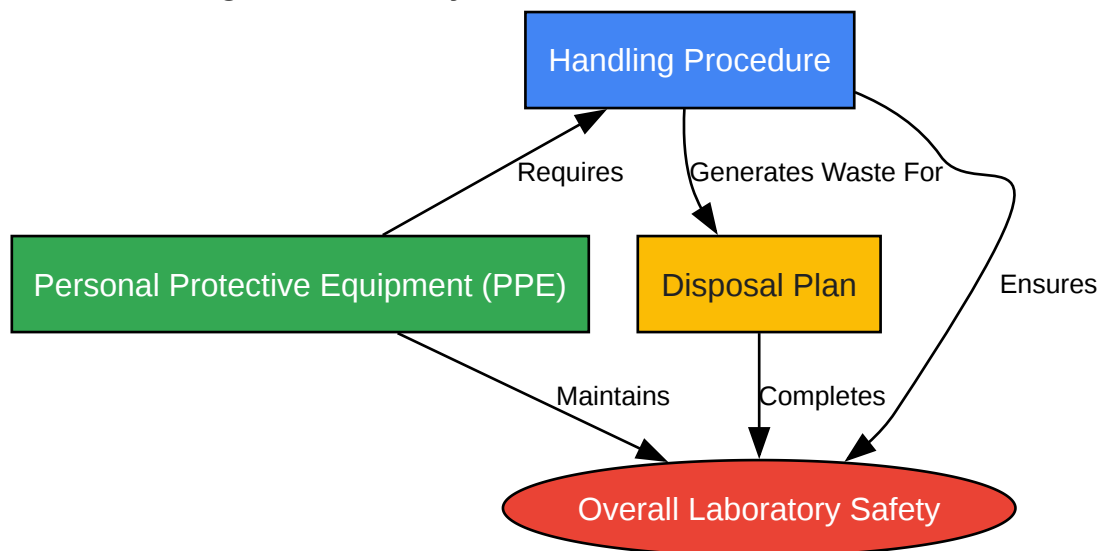 Handling Procedure
Requires
Generates Waste For
Personal Protective Equipment (PPE)
Disposal Plan
Ensures
Maintains
Completes
Overall Laboratory Safety